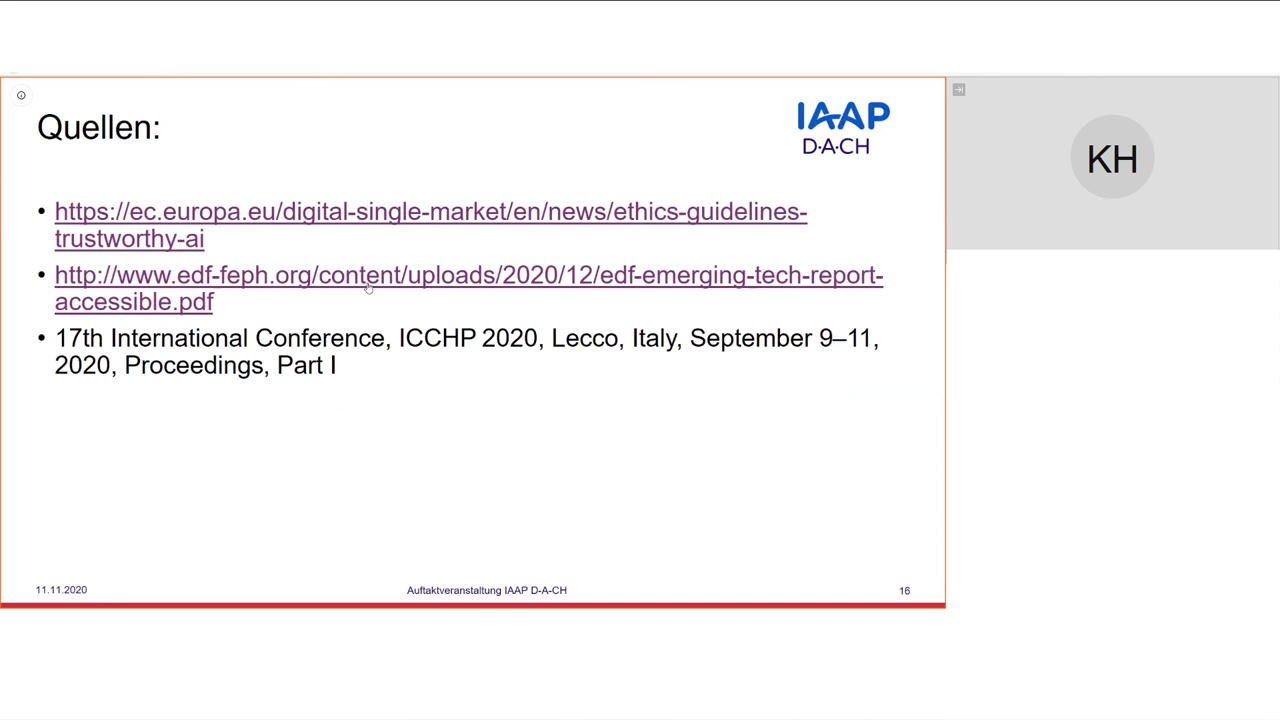 Quellen:
IAAP
D·A·CH
KH
• https://ec.europa.eu/digital-single-market/en/news/ethics-guidelines-
trustworthy-ai
• http://www.edf-feph.org/content/uploads/2020/12/edf-emerging-tech-report-
accessible.pdf
• 17th International Conference, ICCHP 2020, Lecco, Italy, September 9–11,
2020, Proceedings, Part I
11.11.2020
Auftaktveranstaltung IAAP D-A-CH
16